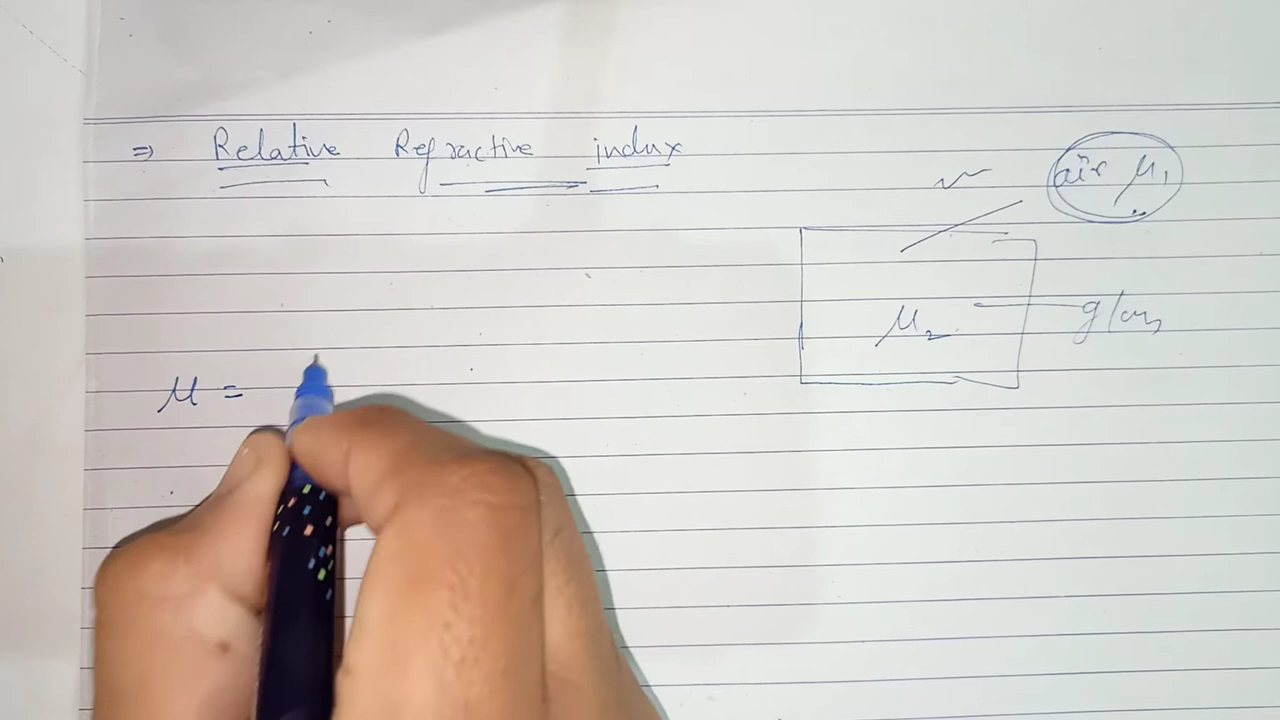 ⇒ Relative Refractive indux
air μ₁
μ₂ glass
μ =